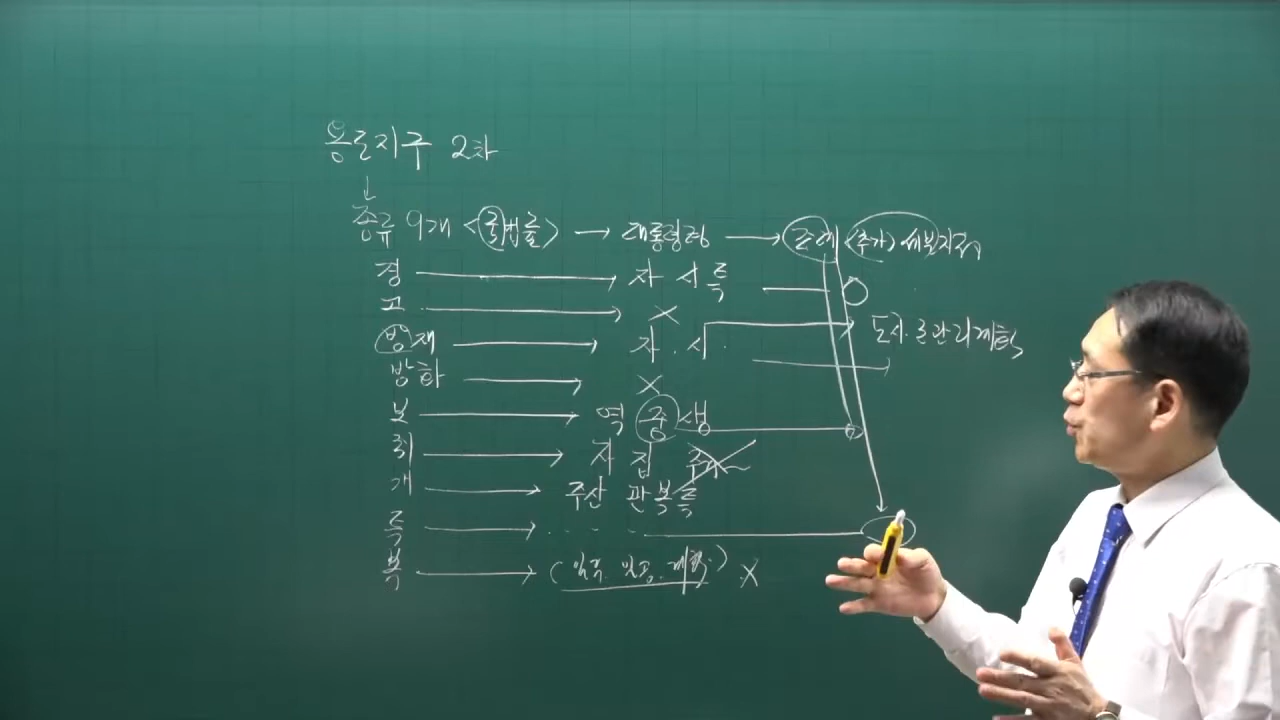 용도지구 2차
↓
종류 9개 <국법률> → 대통령령 → 조례 <추가> 세부지구
경 → 자 시 특 ○
고 → ×
방재 → 자. 시. 도시·군관리계획
방화 → ×
보 → 역 중 생
취 → 자 집
개 → 주산 관 복 특
특 → . . .
복 → ( 일주. 일공. 계획 ) ×